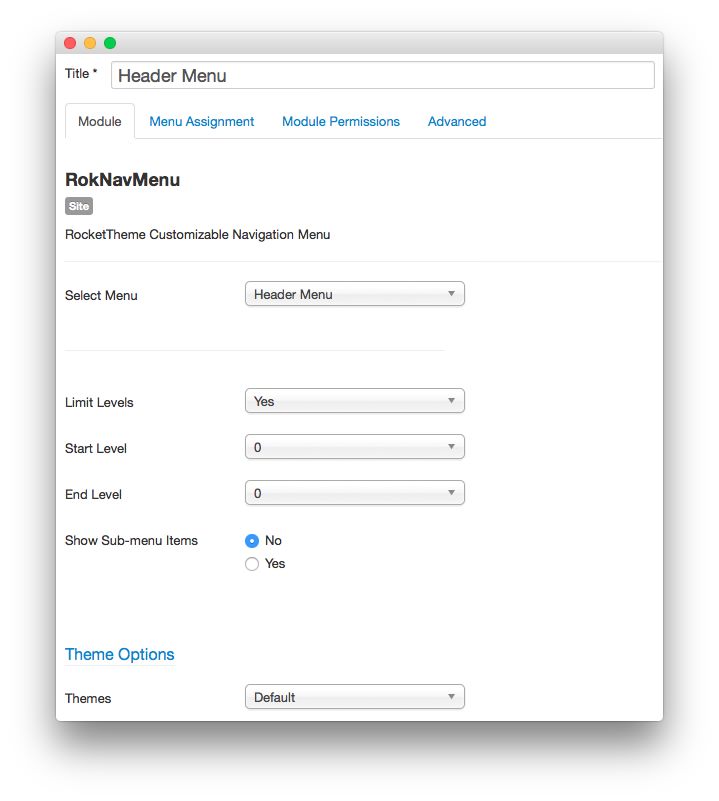 Title * Header Menu
Module Menu Assignment Module Permissions Advanced
RokNavMenu
Site
RocketTheme Customizable Navigation Menu
Select Menu Header Menu
Limit Levels Yes
Start Level 0
End Level 0
Show Sub-menu Items No
Yes
Theme Options
Themes Default